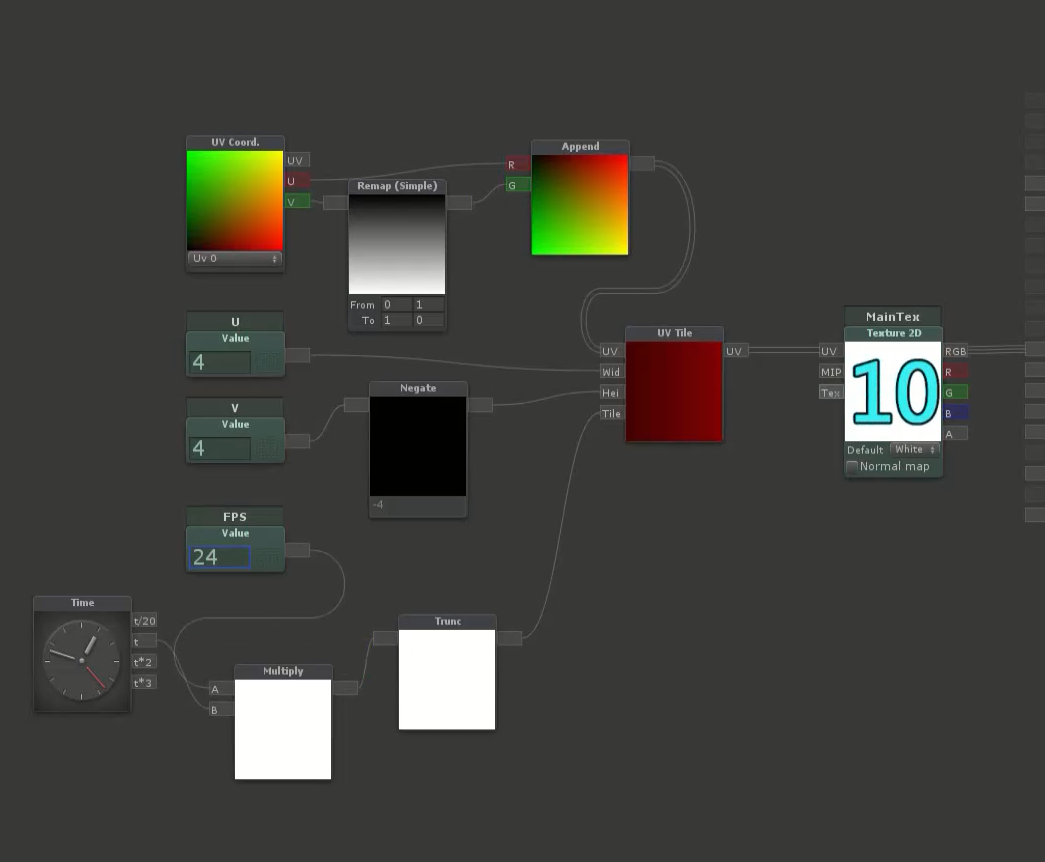 UV Coord.
UV
U
V
Uv 0
Remap (Simple)
From 0 1
To 1 0
Append
R
G
U
Value
4
V
Value
4
Negate
-4
FPS
Value
24
Time
t/20
t
t*2
t*3
Multiply
A
B
Trunc
UV Tile
UV
Wid
Hei
Tile
UV
MainTex
Texture 2D
UV
MIP
Tex
10
RGB
R
G
B
A
Default White
Normal map